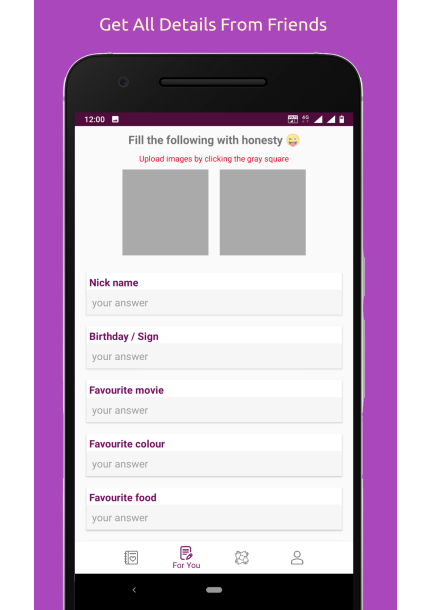 Get All Details From Friends
12:00
4G
Fill the following with honesty 😜
Upload images by clicking the gray square
Nick name
your answer
Birthday / Sign
your answer
Favourite movie
your answer
Favourite colour
your answer
Favourite food
your answer
For You